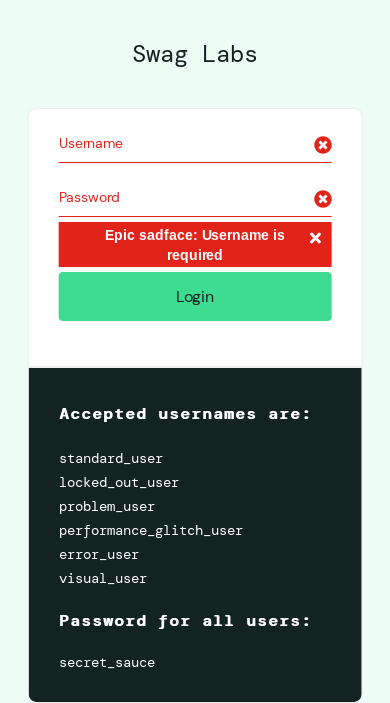 Swag Labs
Username
Password
Epic sadface: Username is
required
Login
Accepted usernames are:
standard_user
locked_out_user
problem_user
performance_glitch_user
error_user
visual_user
Password for all users:
secret_sauce